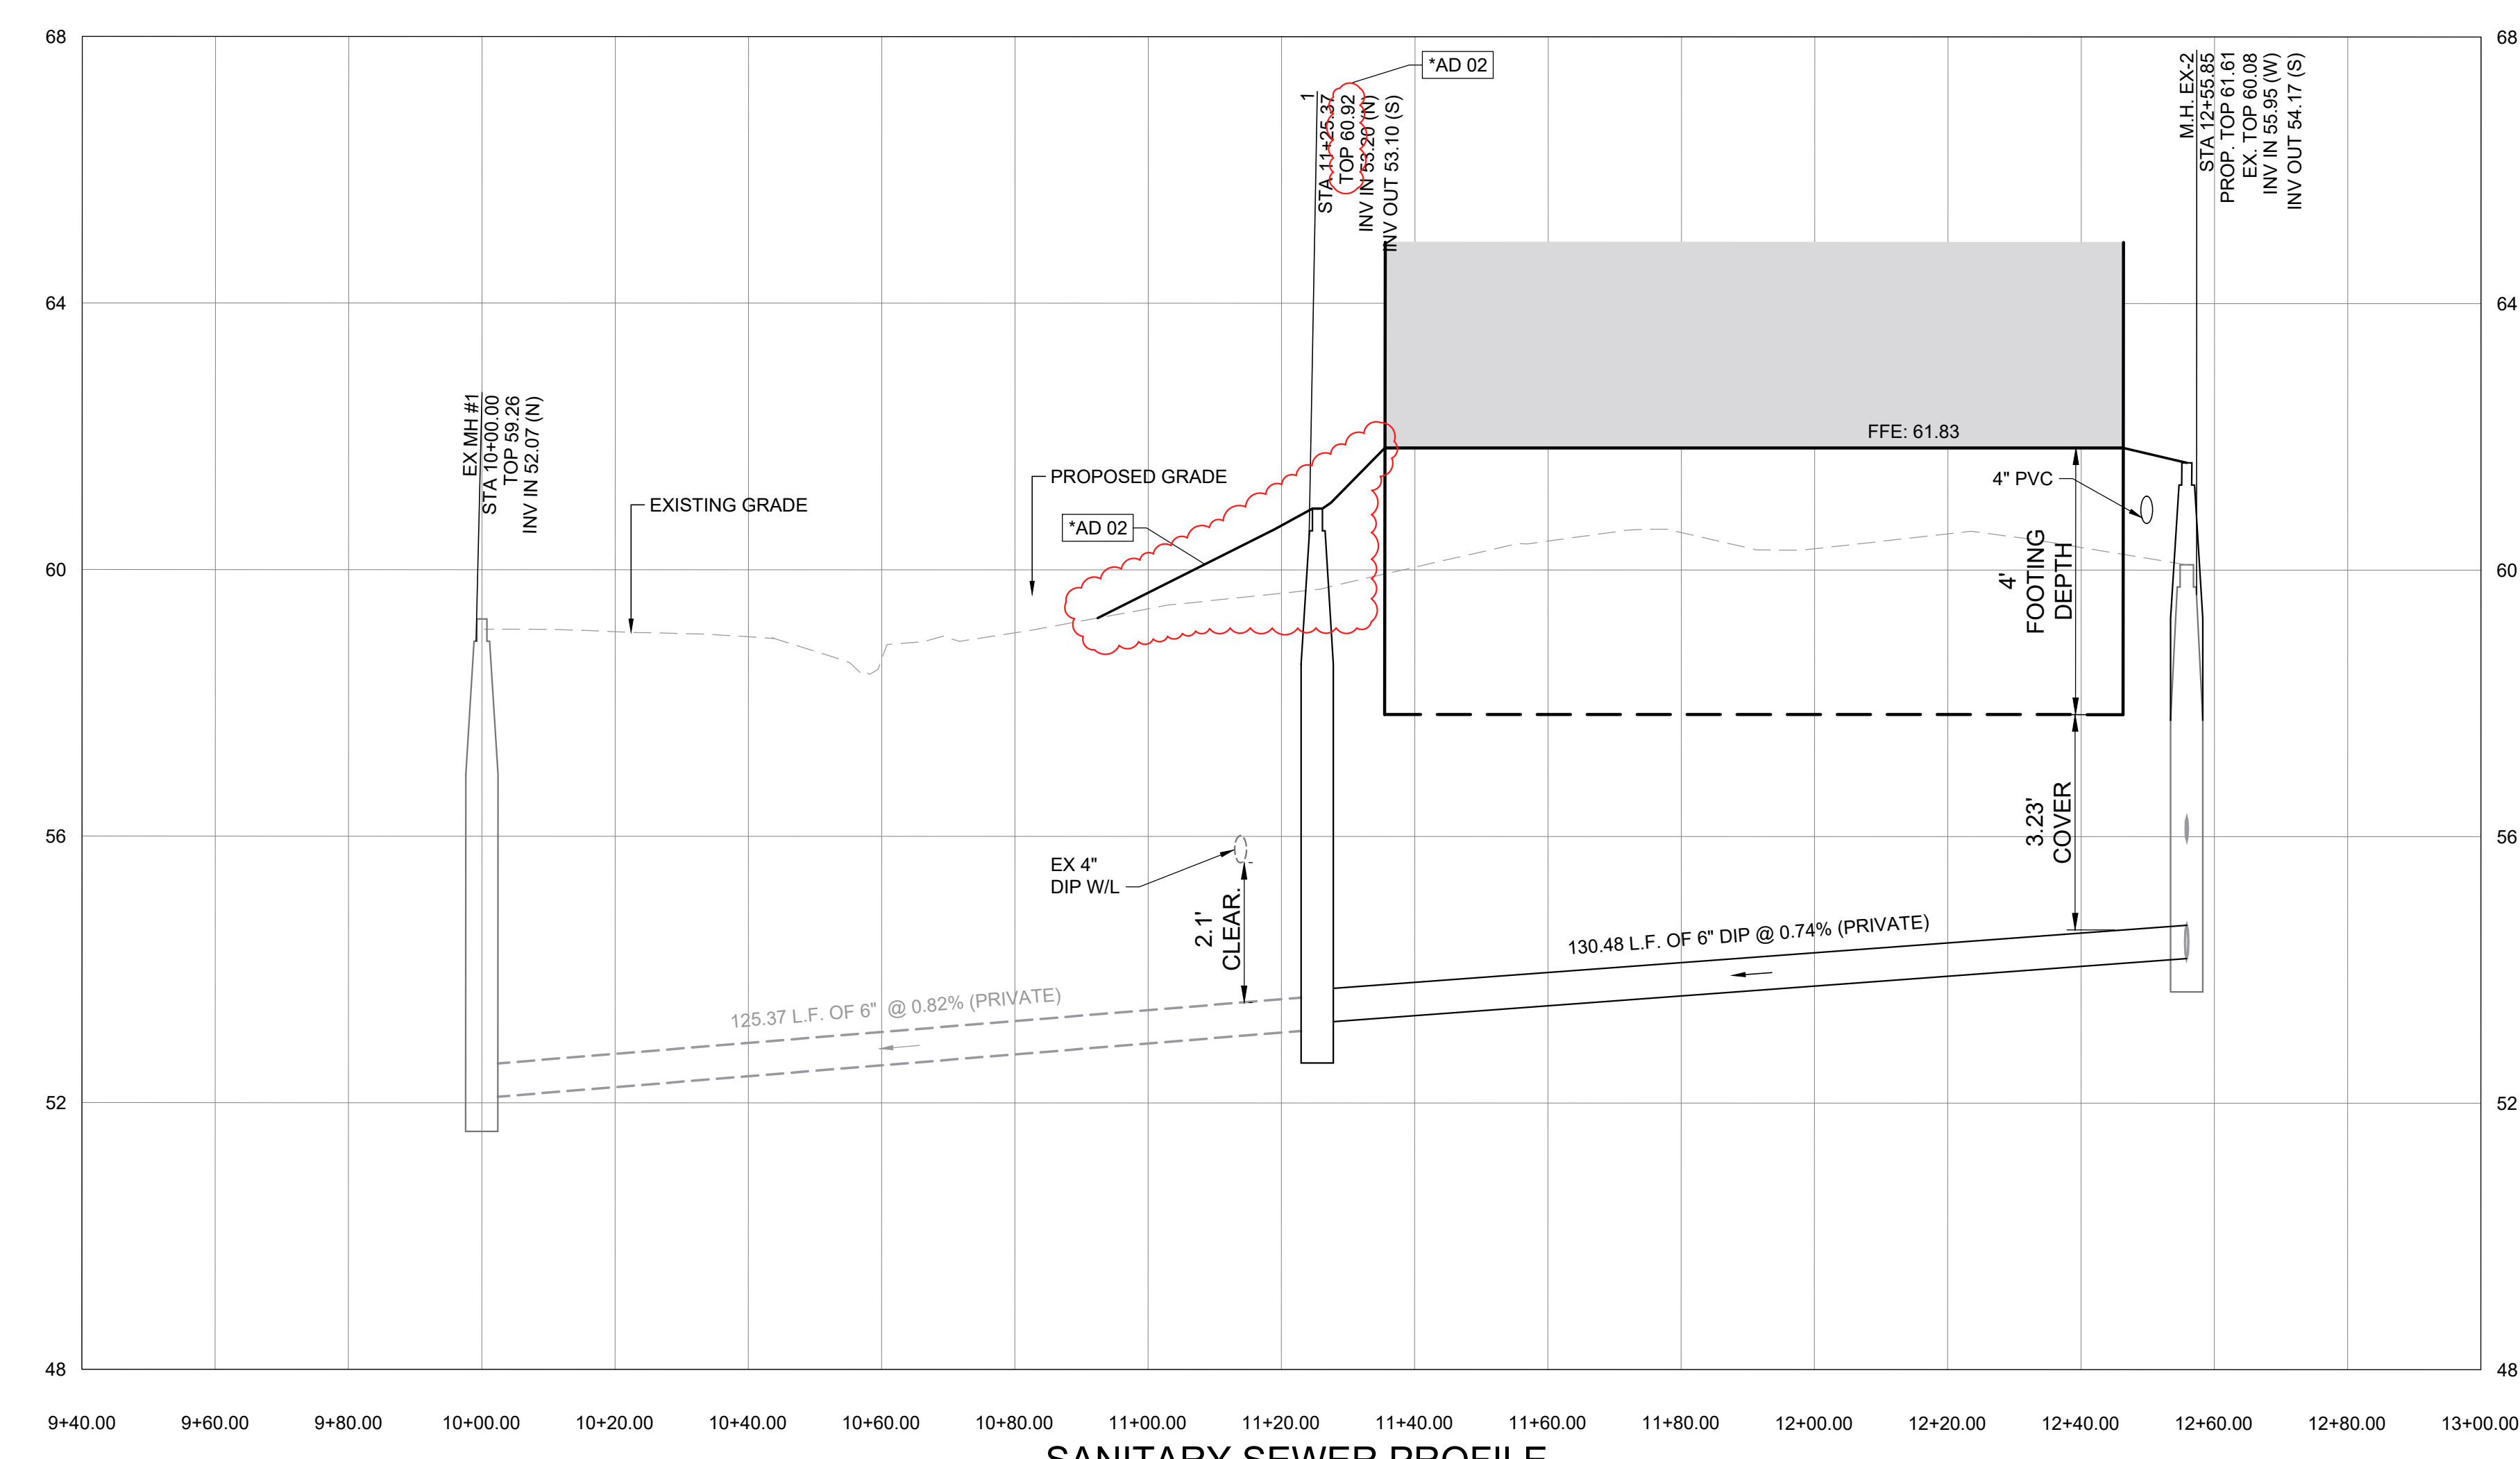 68
68
64
64
60
60
56
56
52
52
48
48
*AD 02
1
STA 11+25.37
TOP 60.92
INV IN 53.20 (N)
INV OUT 53.10 (S)
M.H. EX-2
STA 12+55.85
PROP. TOP 61.61
EX. TOP 60.08
INV IN 55.95 (W)
INV OUT 54.17 (S)
EX MH #1
STA 10+00.00
TOP 59.26
INV IN 52.07 (N)
EXISTING GRADE
PROPOSED GRADE
*AD 02
FFE: 61.83
4" PVC
4'
FOOTING
DEPTH
3.23'
COVER
EX 4"
DIP W/L
2.1'
CLEAR.
130.48 L.F. OF 6" DIP @ 0.74% (PRIVATE)
125.37 L.F. OF 6" @ 0.82% (PRIVATE)
9+40.00 9+60.00 9+80.00 10+00.00 10+20.00 10+40.00 10+60.00 10+80.00 11+00.00 11+20.00 11+40.00 11+60.00 11+80.00 12+00.00 12+20.00 12+40.00 12+60.00 12+80.00 13+00.00
SANITARY SEWER PROFILE